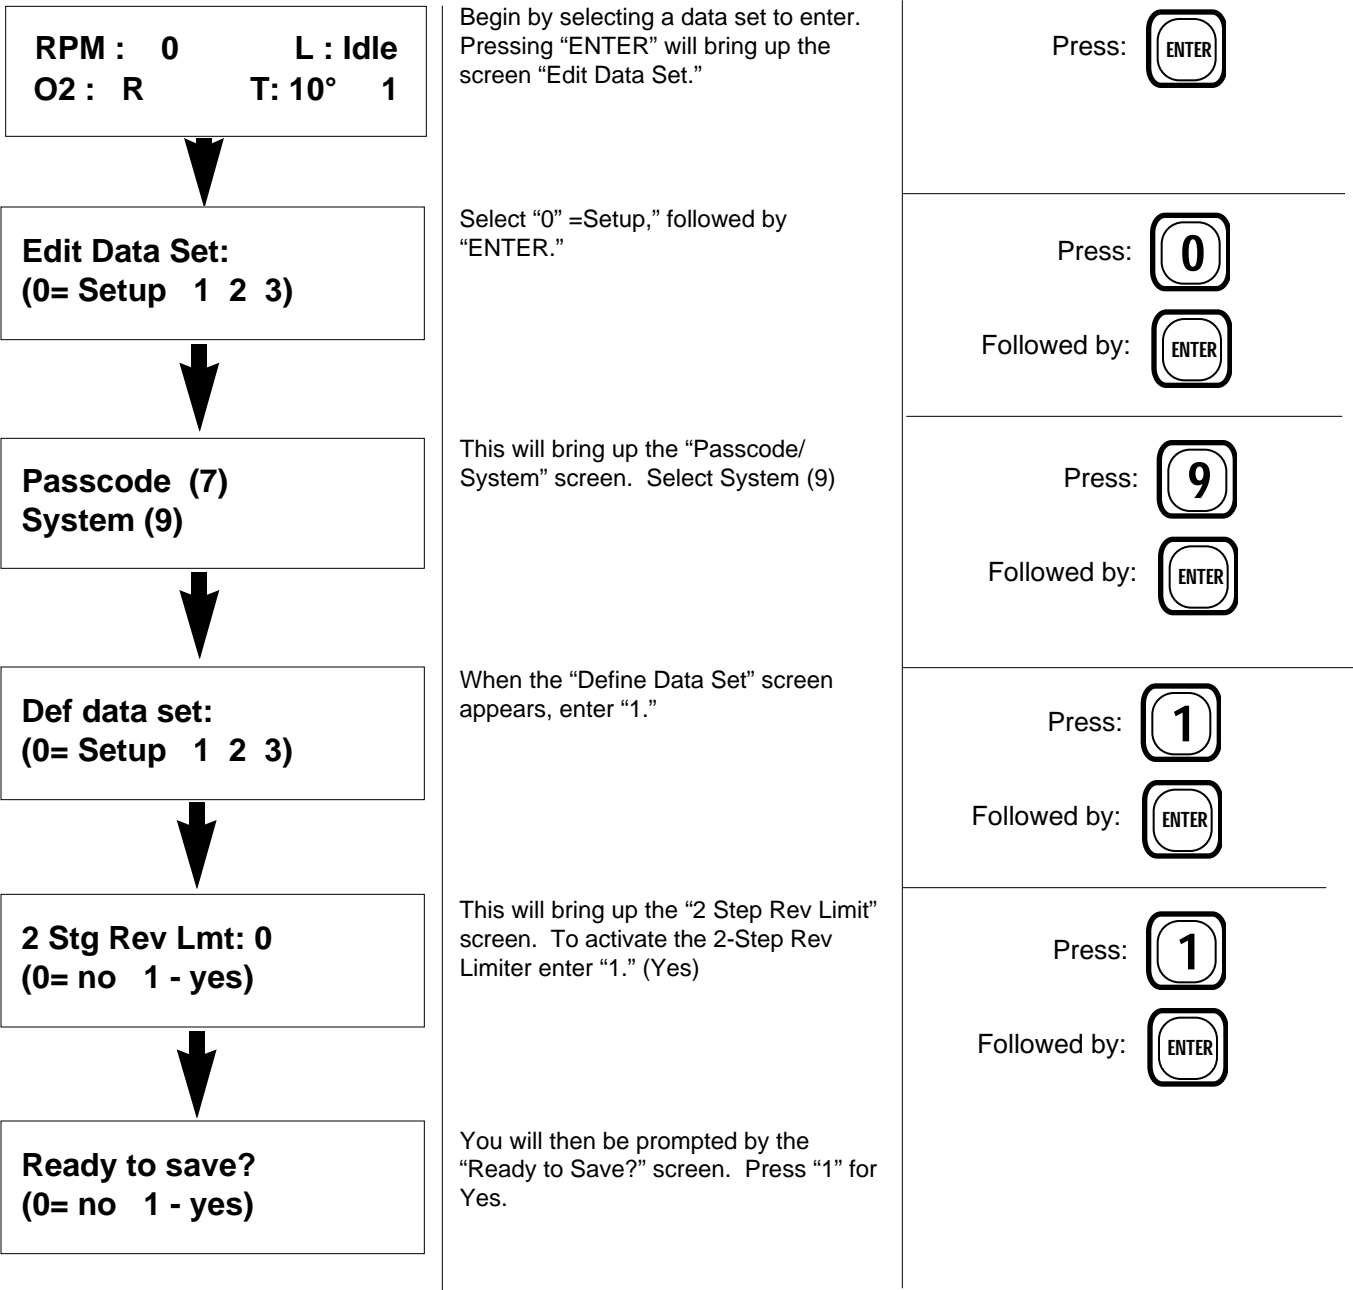 RPM :   0   L : Idle
O2 :   R   T: 10°   1
Begin by selecting a data set to enter.
Pressing “ENTER” will bring up the
screen “Edit Data Set.”
Press: ENTER
Edit Data Set:
(0= Setup   1  2  3)
Select “0” =Setup,” followed by
“ENTER.”
Press: 0
Followed by: ENTER
Passcode  (7)
System (9)
This will bring up the “Passcode/
System” screen.  Select System (9)
Press: 9
Followed by: ENTER
Def data set:
(0= Setup   1  2  3)
When the “Define Data Set” screen
appears, enter “1.”
Press: 1
Followed by: ENTER
2 Stg Rev Lmt: 0
(0= no   1 - yes)
This will bring up the “2 Step Rev Limit”
screen.  To activate the 2-Step Rev
Limiter enter “1.” (Yes)
Press: 1
Followed by: ENTER
Ready to save?
(0= no   1 - yes)
You will then be prompted by the
“Ready to Save?” screen.  Press “1” for
Yes.